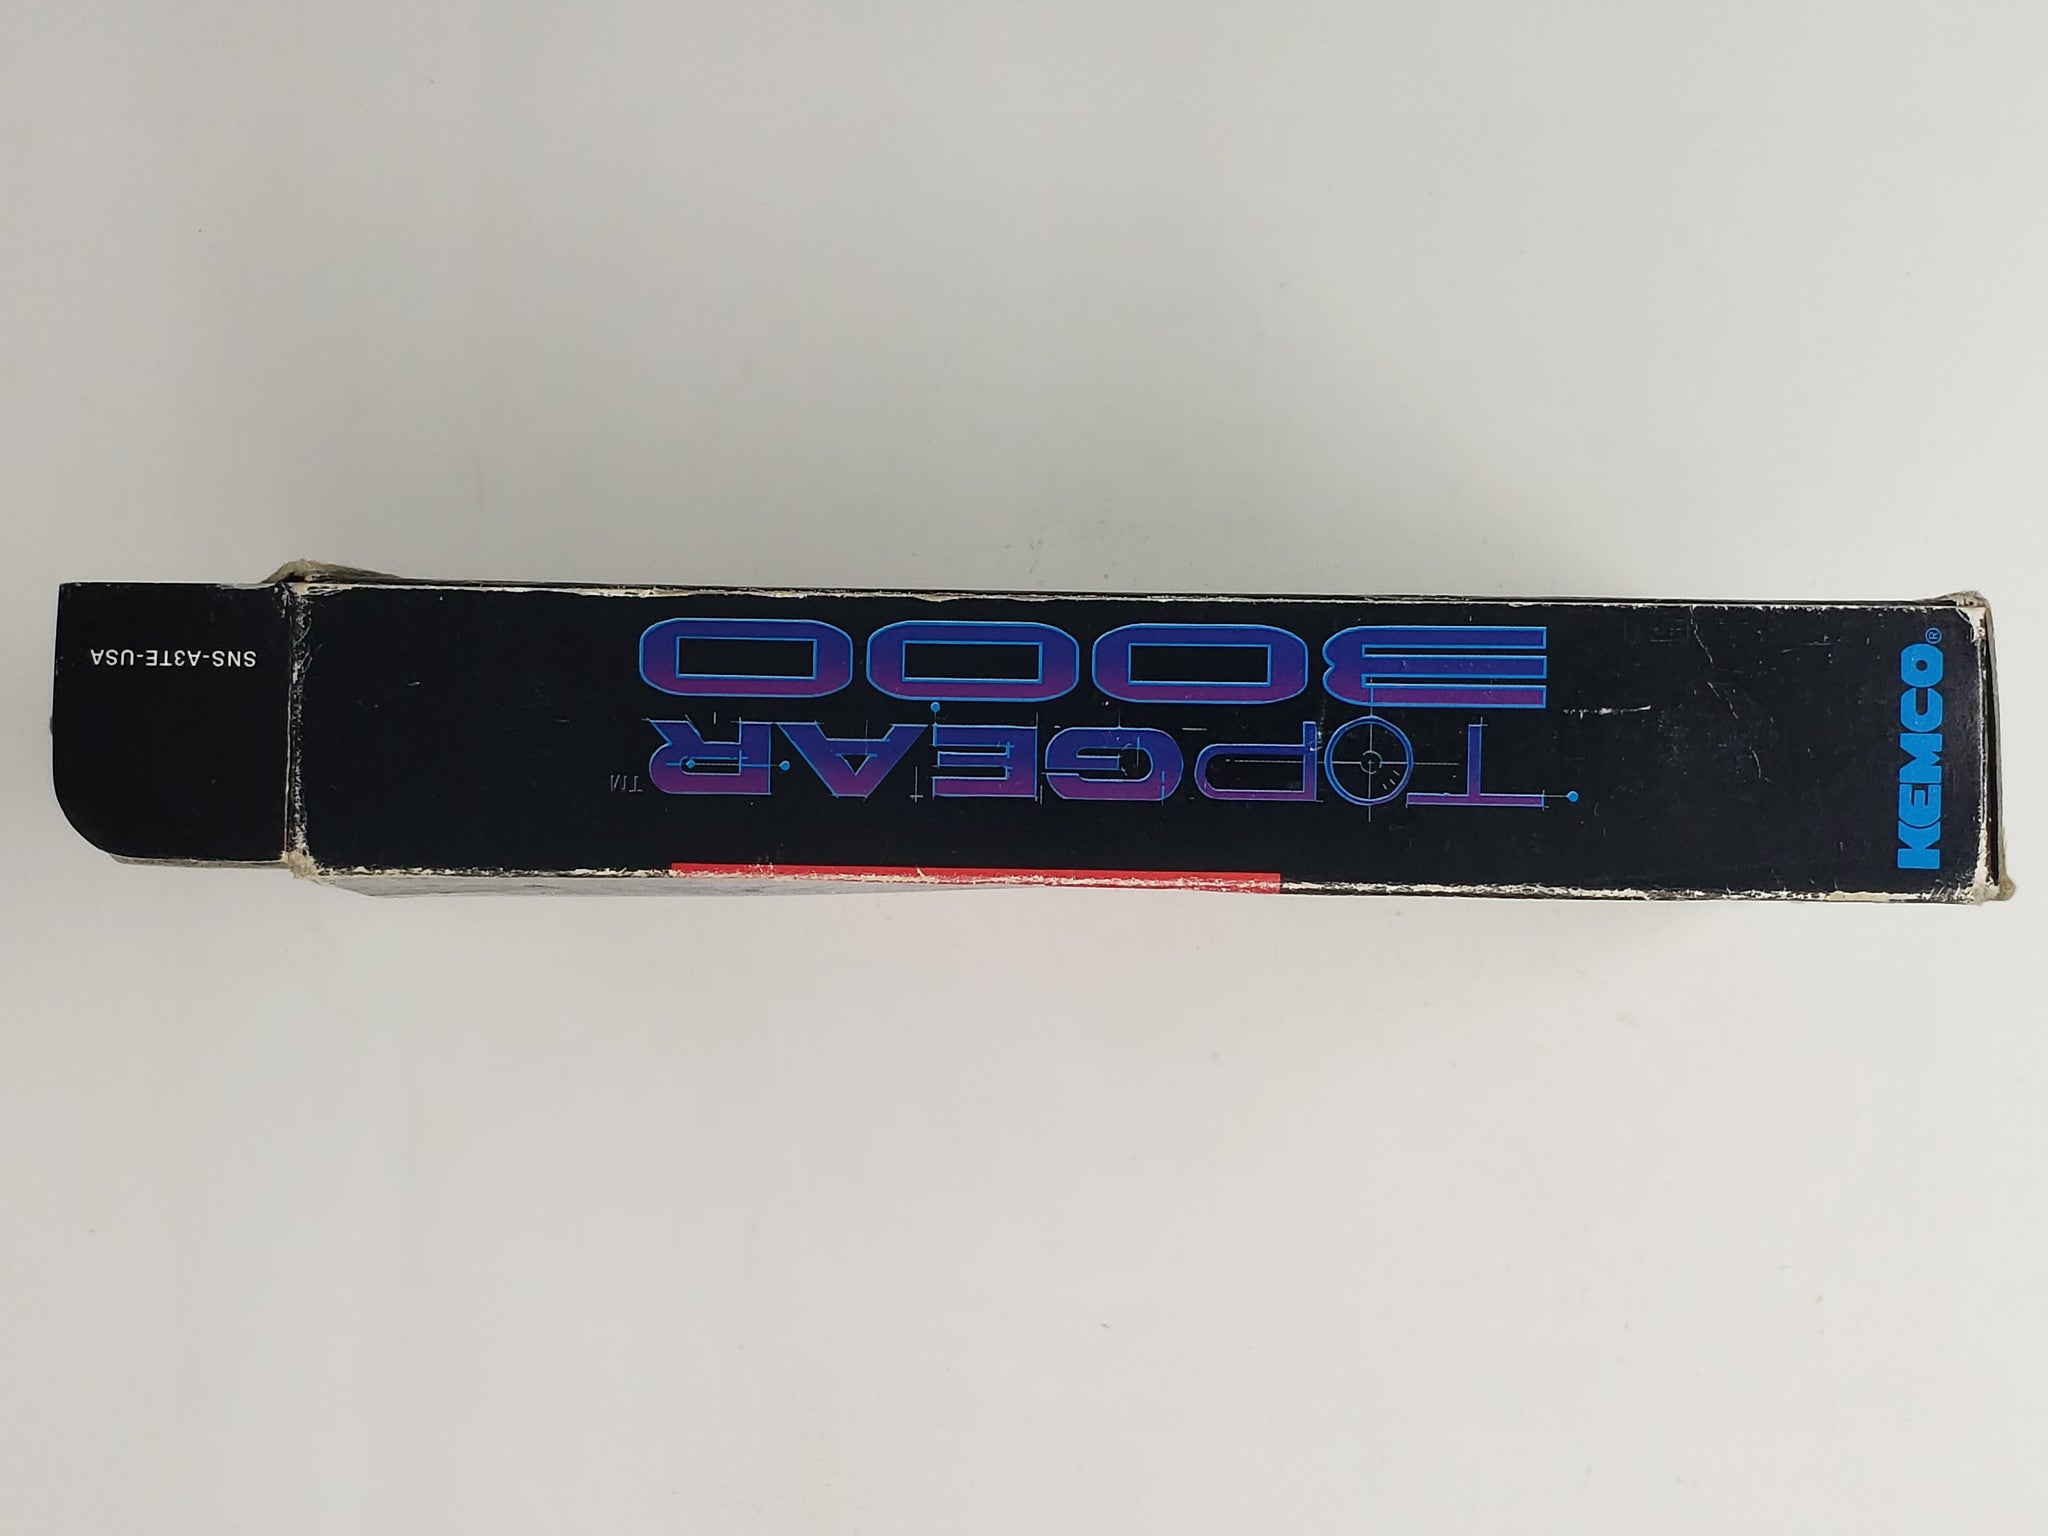 TOPGEAR™
3000
KEMCO®
SNS-A3TE-USA